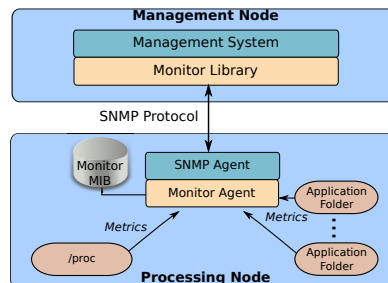 Management Node
Management System
Monitor Library
SNMP Protocol
Monitor
MIB
SNMP Agent
Monitor Agent
Application
Folder
Metrics
Metrics
/proc
Application
Folder
Processing Node